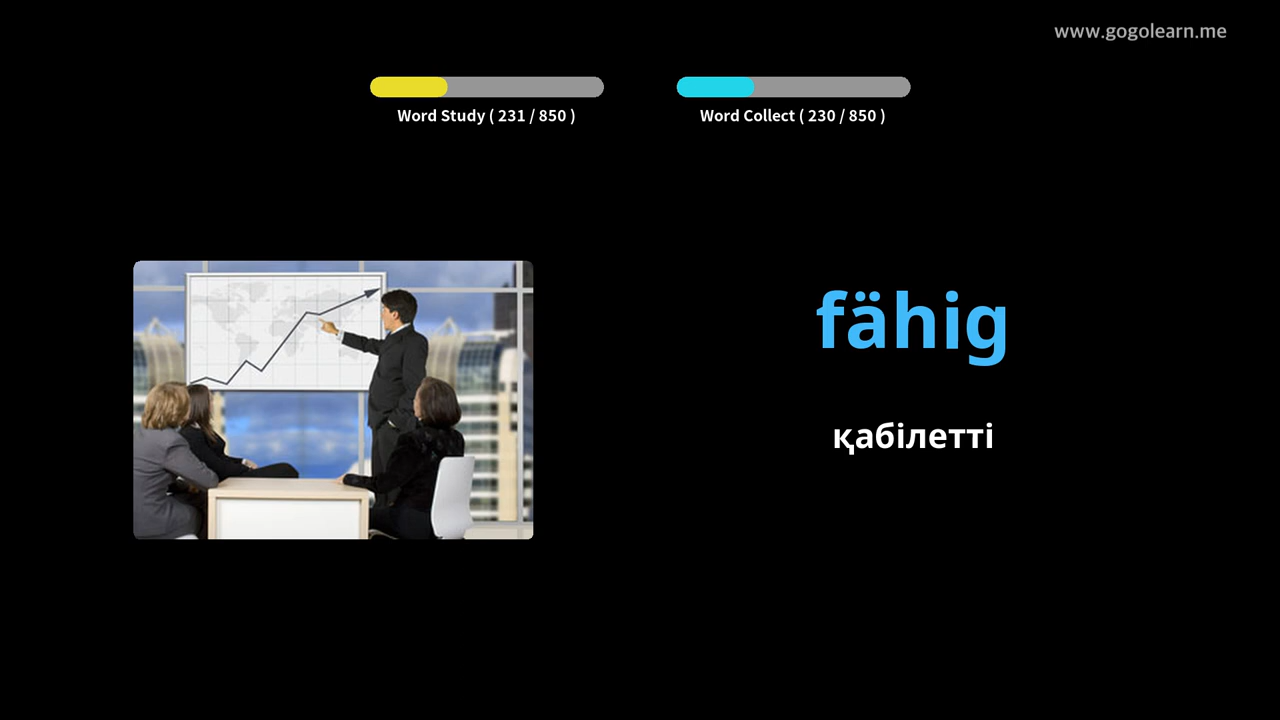 www.gogolearn.me
Word Study ( 231 / 850 )
Word Collect ( 230 / 850 )
fähig
қабілетті